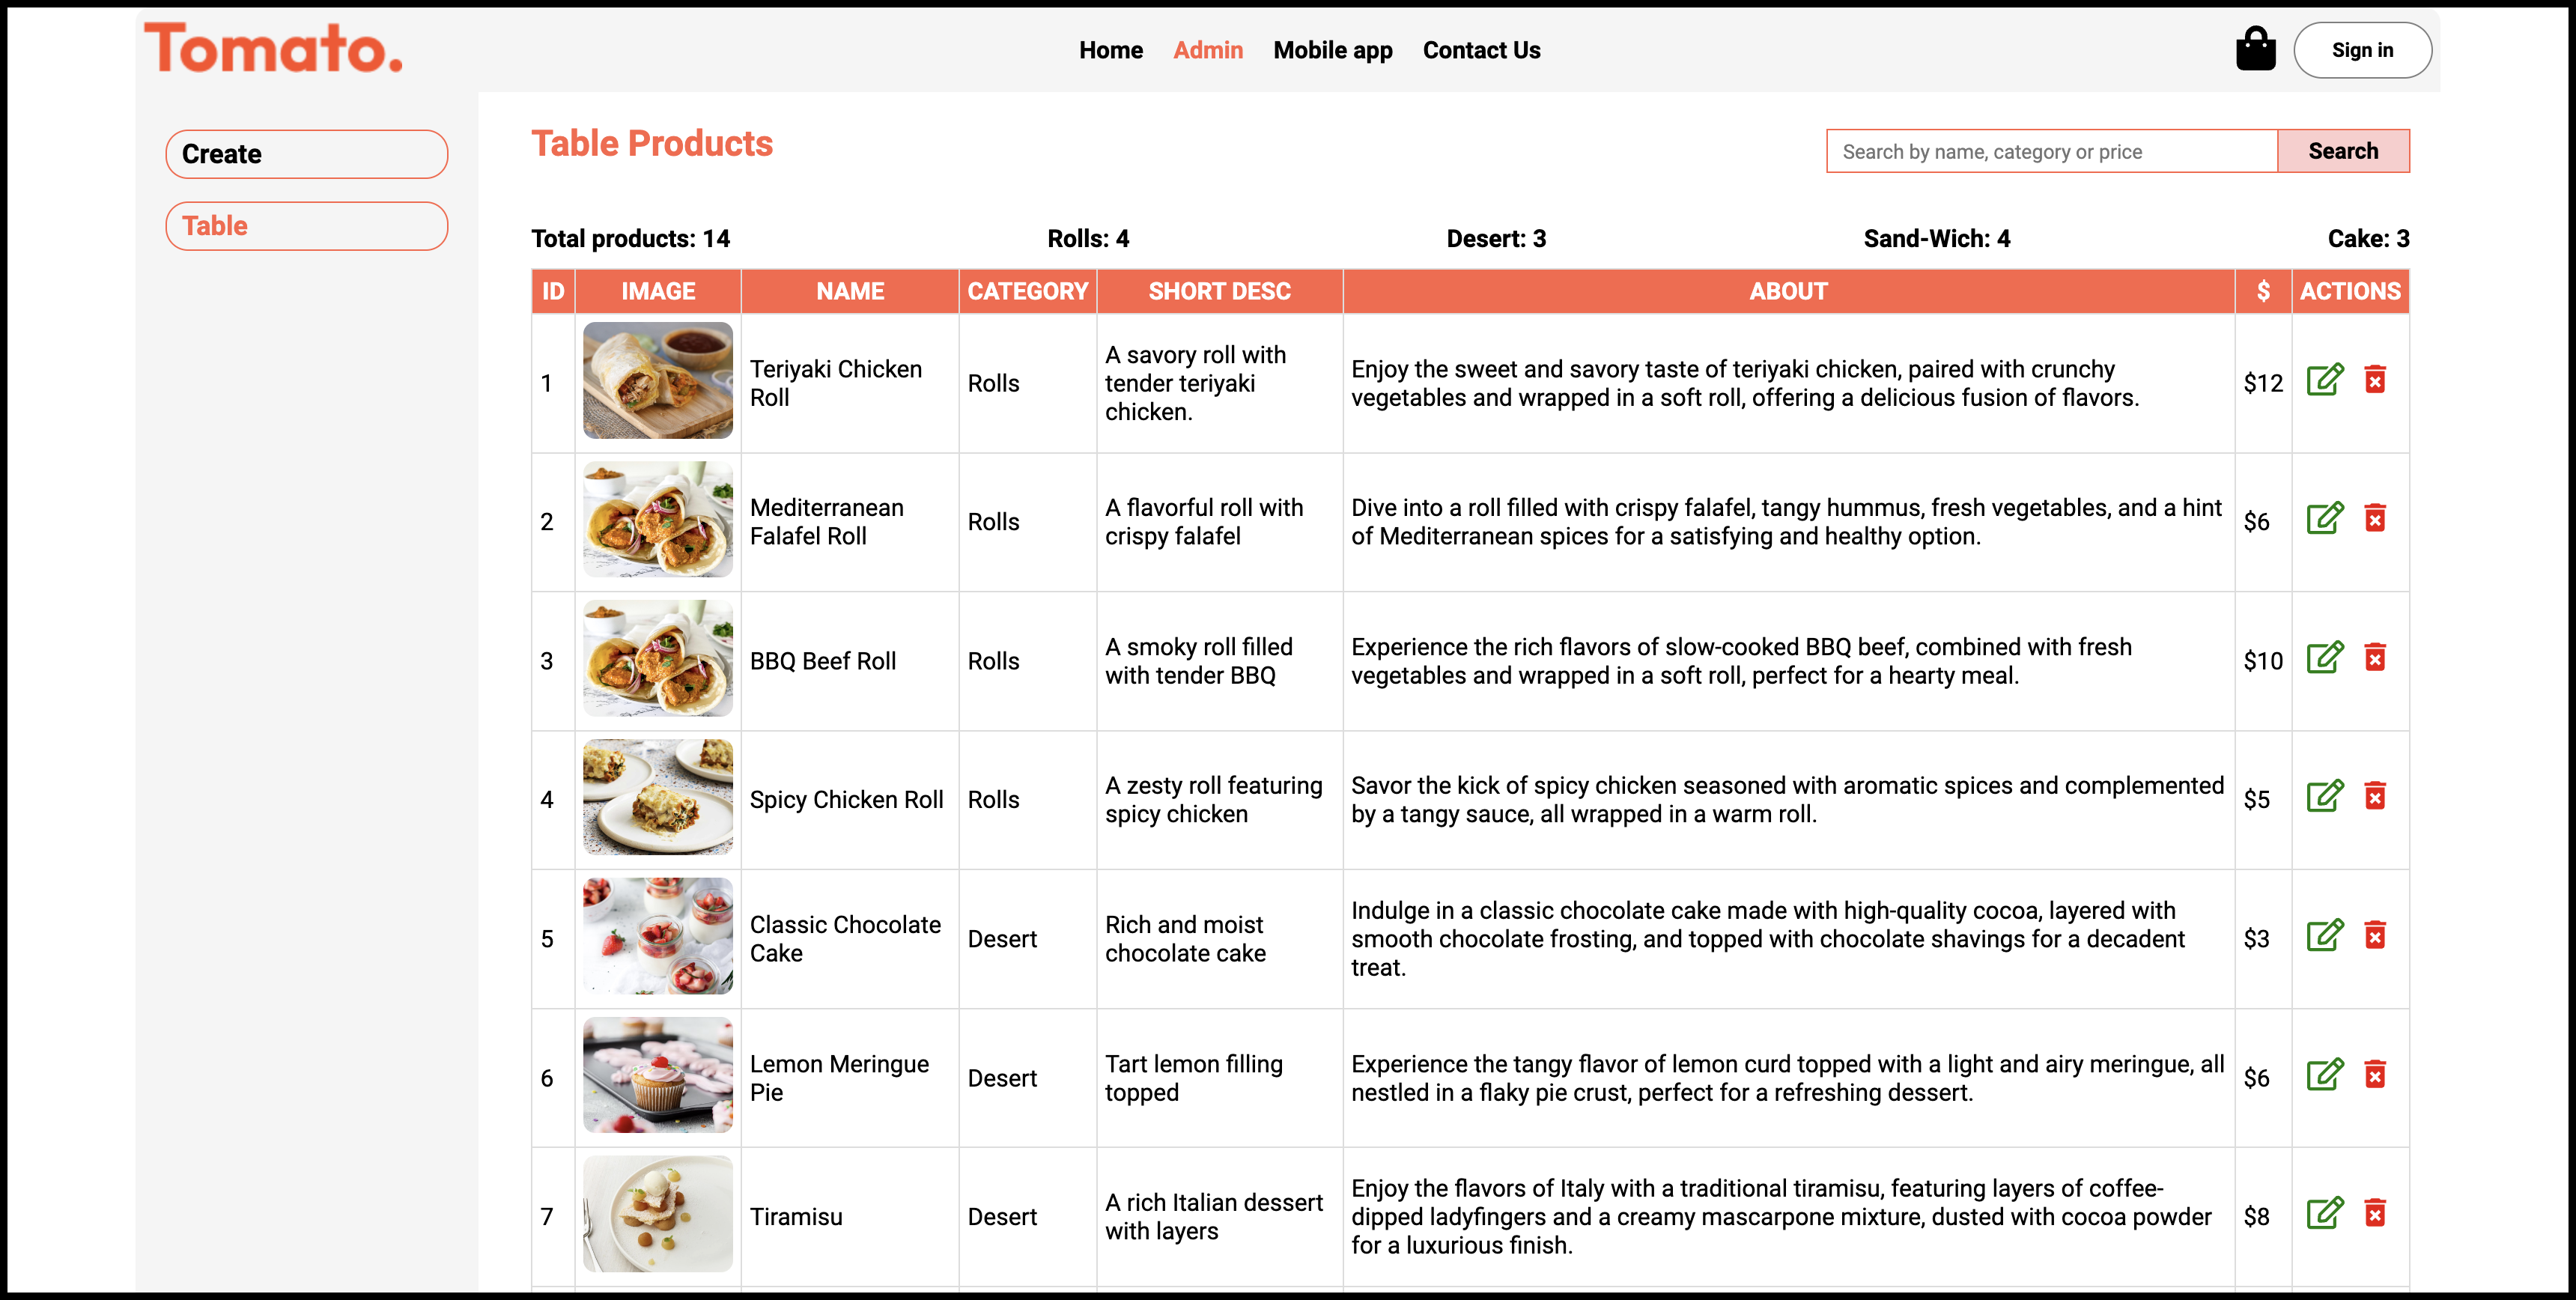 Tomato.
Home Admin Mobile app Contact Us
Sign in
Create
Table
Table Products
Search by name, category or price
Search
Total products: 14 Rolls: 4 Desert: 3 Sand-Wich: 4 Cake: 3
ID IMAGE NAME CATEGORY SHORT DESC ABOUT $ ACTIONS
1
Teriyaki Chicken
Roll
Rolls
A savory roll with
tender teriyaki
chicken.
Enjoy the sweet and savory taste of teriyaki chicken, paired with crunchy
vegetables and wrapped in a soft roll, offering a delicious fusion of flavors.
$12
2
Mediterranean
Falafel Roll
Rolls
A flavorful roll with
crispy falafel
Dive into a roll filled with crispy falafel, tangy hummus, fresh vegetables, and a hint
of Mediterranean spices for a satisfying and healthy option.
$6
3
BBQ Beef Roll
Rolls
A smoky roll filled
with tender BBQ
Experience the rich flavors of slow-cooked BBQ beef, combined with fresh
vegetables and wrapped in a soft roll, perfect for a hearty meal.
$10
4
Spicy Chicken Roll
Rolls
A zesty roll featuring
spicy chicken
Savor the kick of spicy chicken seasoned with aromatic spices and complemented
by a tangy sauce, all wrapped in a warm roll.
$5
5
Classic Chocolate
Cake
Desert
Rich and moist
chocolate cake
Indulge in a classic chocolate cake made with high-quality cocoa, layered with
smooth chocolate frosting, and topped with chocolate shavings for a decadent
treat.
$3
6
Lemon Meringue
Pie
Desert
Tart lemon filling
topped
Experience the tangy flavor of lemon curd topped with a light and airy meringue, all
nestled in a flaky pie crust, perfect for a refreshing dessert.
$6
7
Tiramisu
Desert
A rich Italian dessert
with layers
Enjoy the flavors of Italy with a traditional tiramisu, featuring layers of coffee-
dipped ladyfingers and a creamy mascarpone mixture, dusted with cocoa powder
for a luxurious finish.
$8